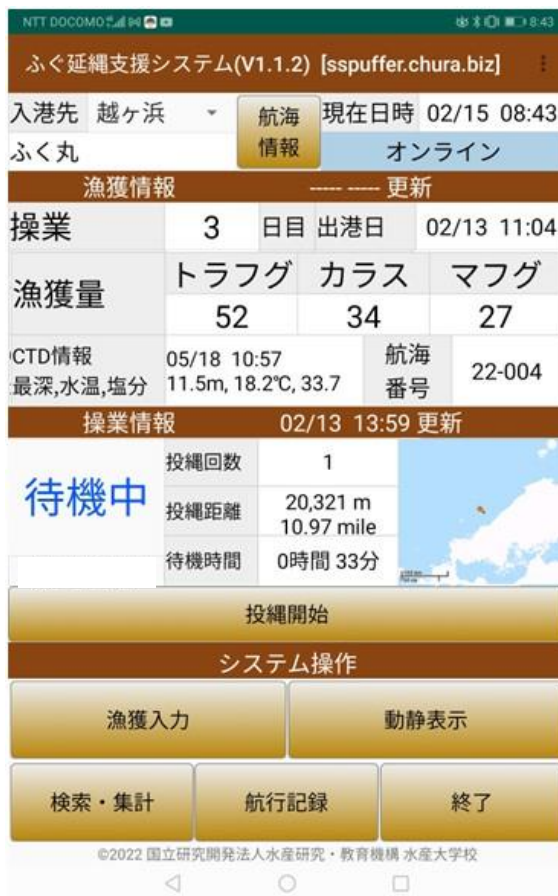 NTT DOCOMO 8:43
ふぐ延縄支援システム(V1.1.2) [sspuffer.chura.biz]
入港先 越ヶ浜 航海情報 現在日時 02/15 08:43
ふく丸 オンライン
漁獲情報 ----- ----- 更新
操業 3 日目 出港日 02/13 11:04
漁獲量 トラフグ カラス マフグ
52 34 27
CTD情報 05/18 10:57 航海番号 22-004
最深,水温,塩分 11.5m, 18.2℃, 33.7
操業情報 02/13 13:59 更新
待機中
投縄回数 1
投縄距離 20,321 m
10.97 mile
待機時間 0時間 33分
投縄開始
システム操作
漁獲入力 動静表示
検索・集計 航行記録 終了
©2022 国立研究開発法人水産研究・教育機構 水産大学校